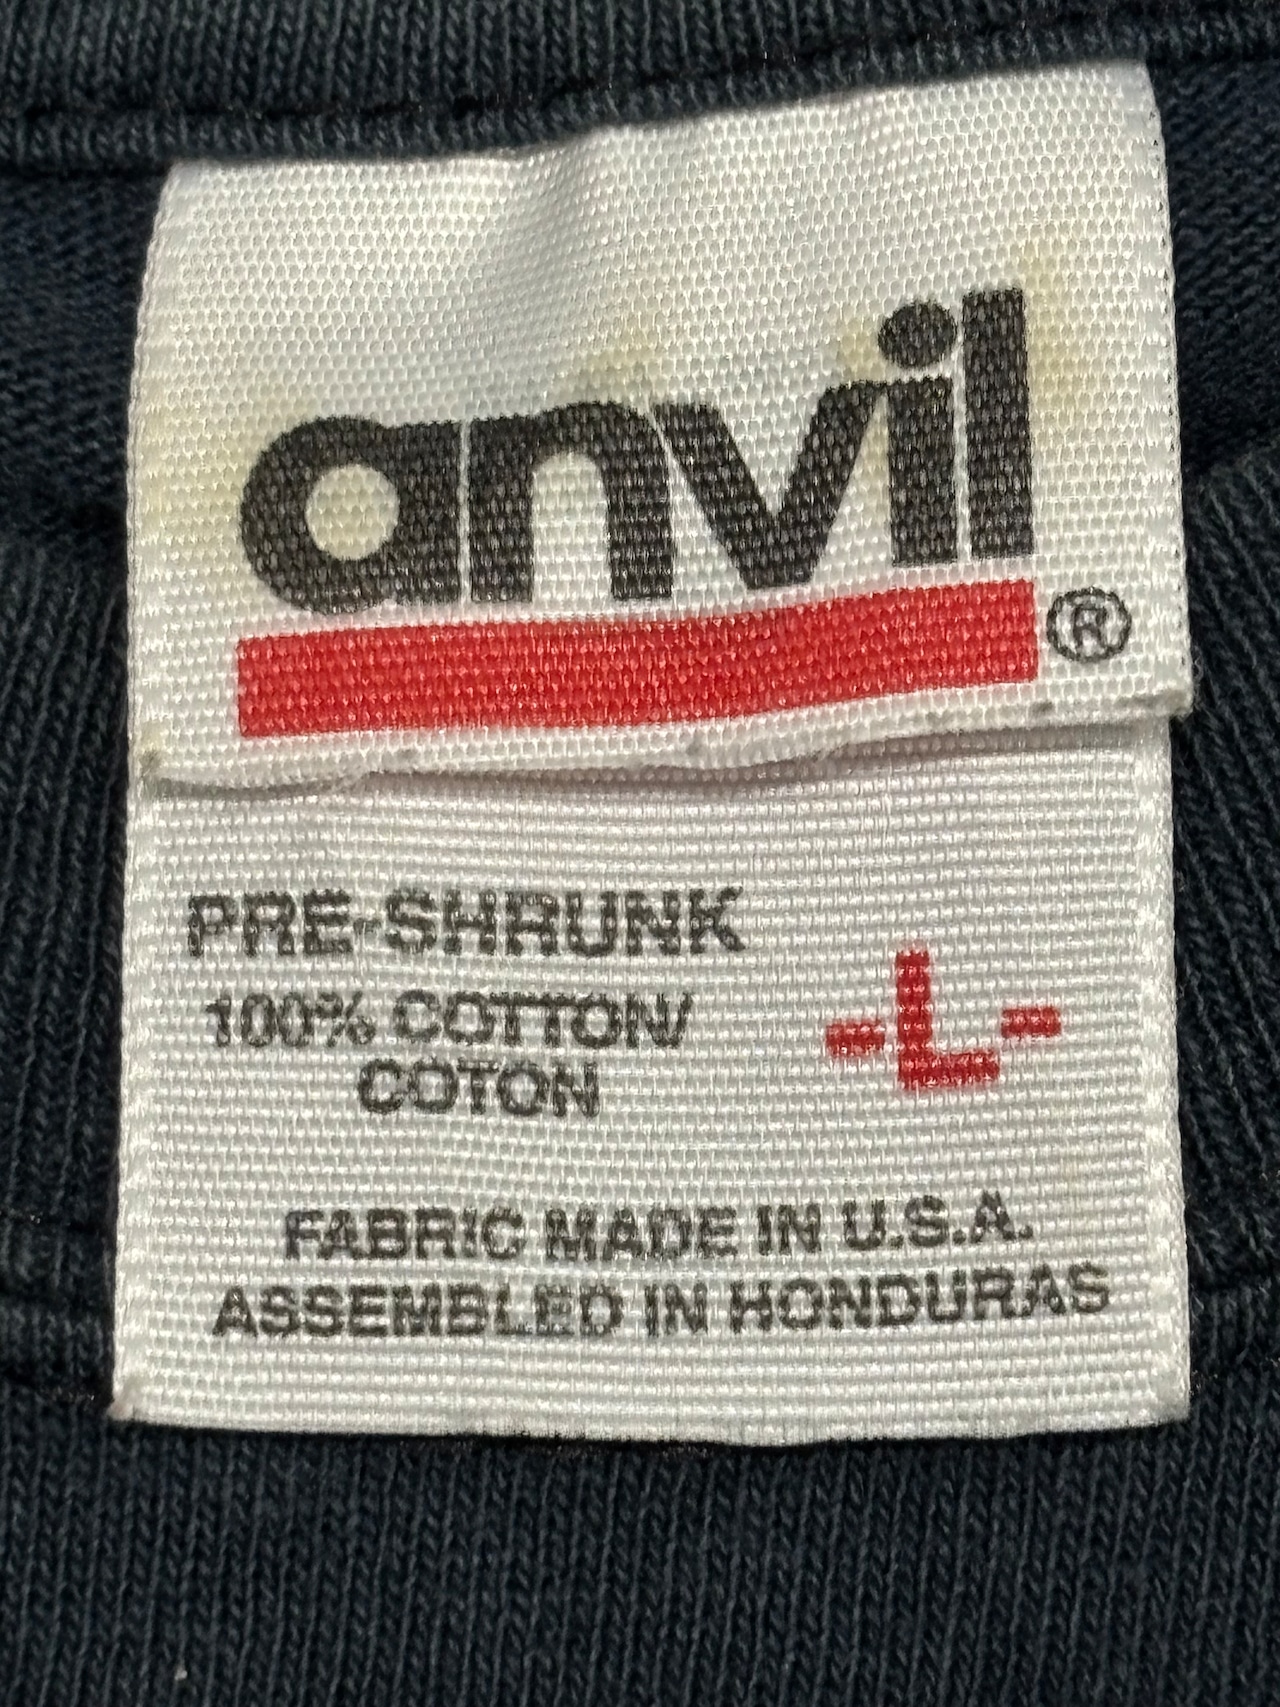 anvil®
PRE-SHRUNK
100% COTTON/
COTON
-L-
FABRIC MADE IN U.S.A.
ASSEMBLED IN HONDURAS